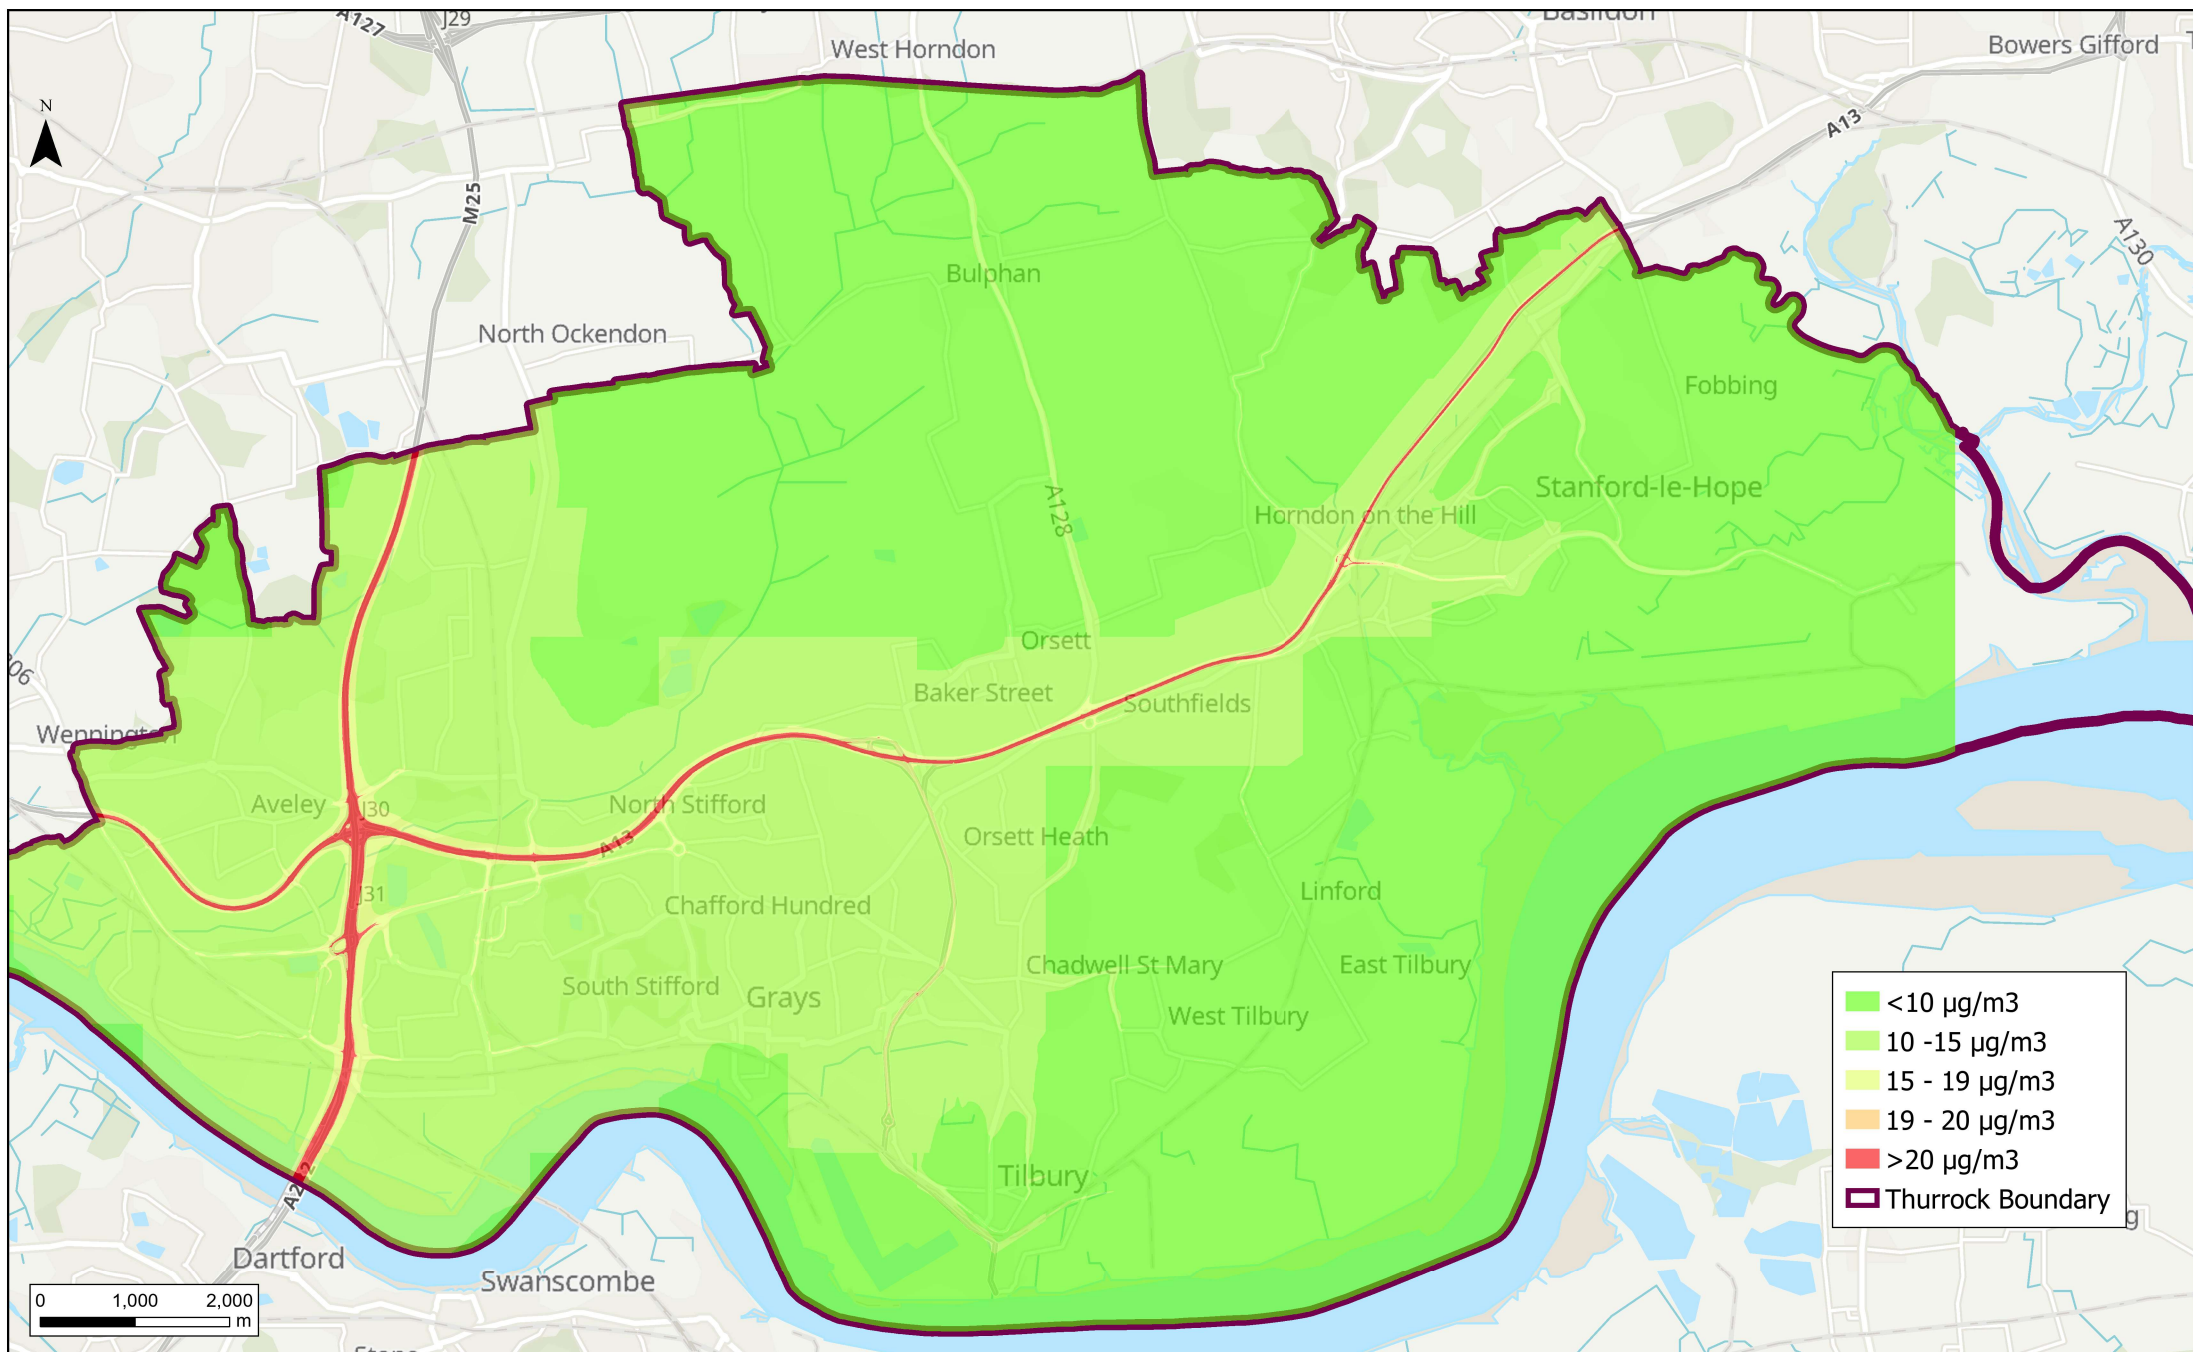 A127
J29
West Horndon
Basildon
Bowers Gifford
N
A13
M25
A130
Bulphan
North Ockendon
Fobbing
Stanford-le-Hope
A128
Horndon on the Hill
Orsett
Baker Street
Southfields
Wennington
Aveley
J30
North Stifford
A13
Orsett Heath
J31
Linford
Chafford Hundred
Chadwell St Mary
East Tilbury
South Stifford
Grays
West Tilbury
Tilbury
Dartford
Swanscombe
<10 µg/m3
10 -15 µg/m3
15 - 19 µg/m3
19 - 20 µg/m3
>20 µg/m3
Thurrock Boundary
0 1,000 2,000
m